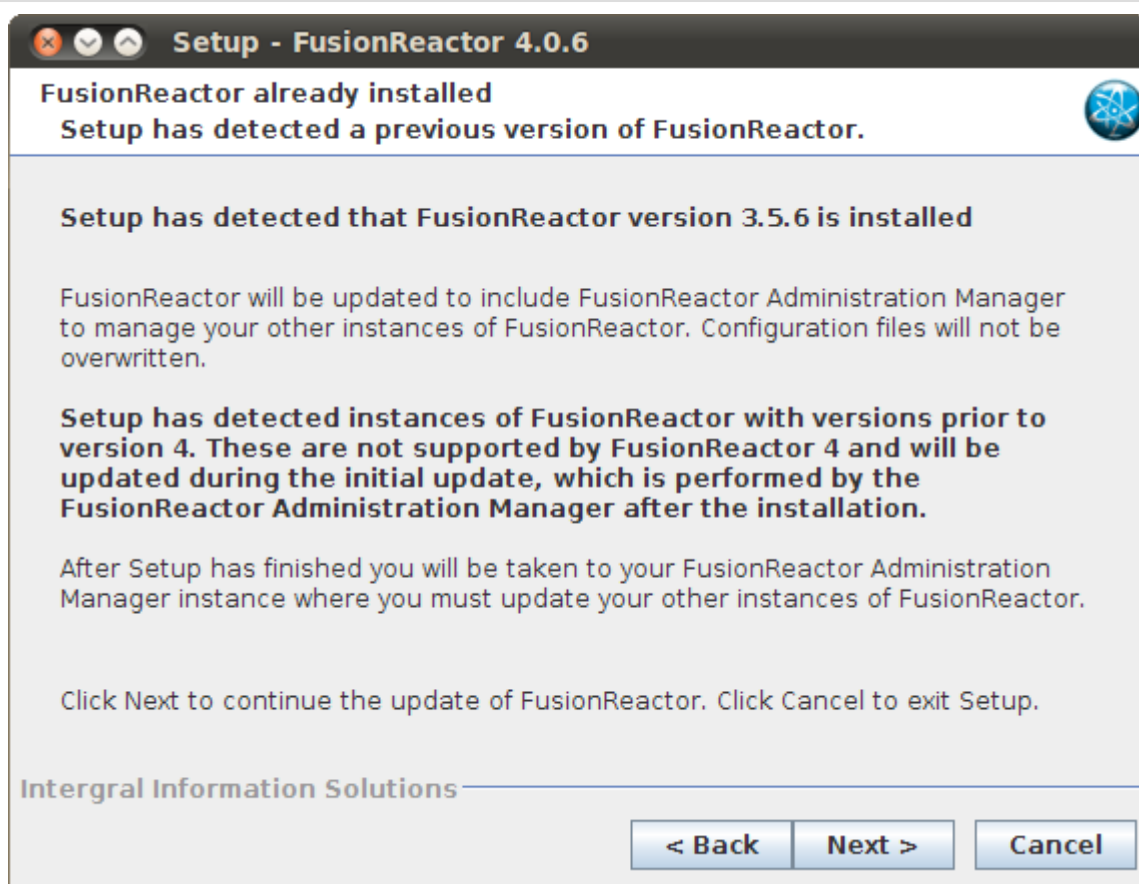 Setup - FusionReactor 4.0.6
FusionReactor already installed
Setup has detected a previous version of FusionReactor.
Setup has detected that FusionReactor version 3.5.6 is installed
FusionReactor will be updated to include FusionReactor Administration Manager
to manage your other instances of FusionReactor. Configuration files will not be
overwritten.
Setup has detected instances of FusionReactor with versions prior to
version 4. These are not supported by FusionReactor 4 and will be
updated during the initial update, which is performed by the
FusionReactor Administration Manager after the installation.
After Setup has finished you will be taken to your FusionReactor Administration
Manager instance where you must update your other instances of FusionReactor.
Click Next to continue the update of FusionReactor. Click Cancel to exit Setup.
Intergral Information Solutions
< Back Next > Cancel